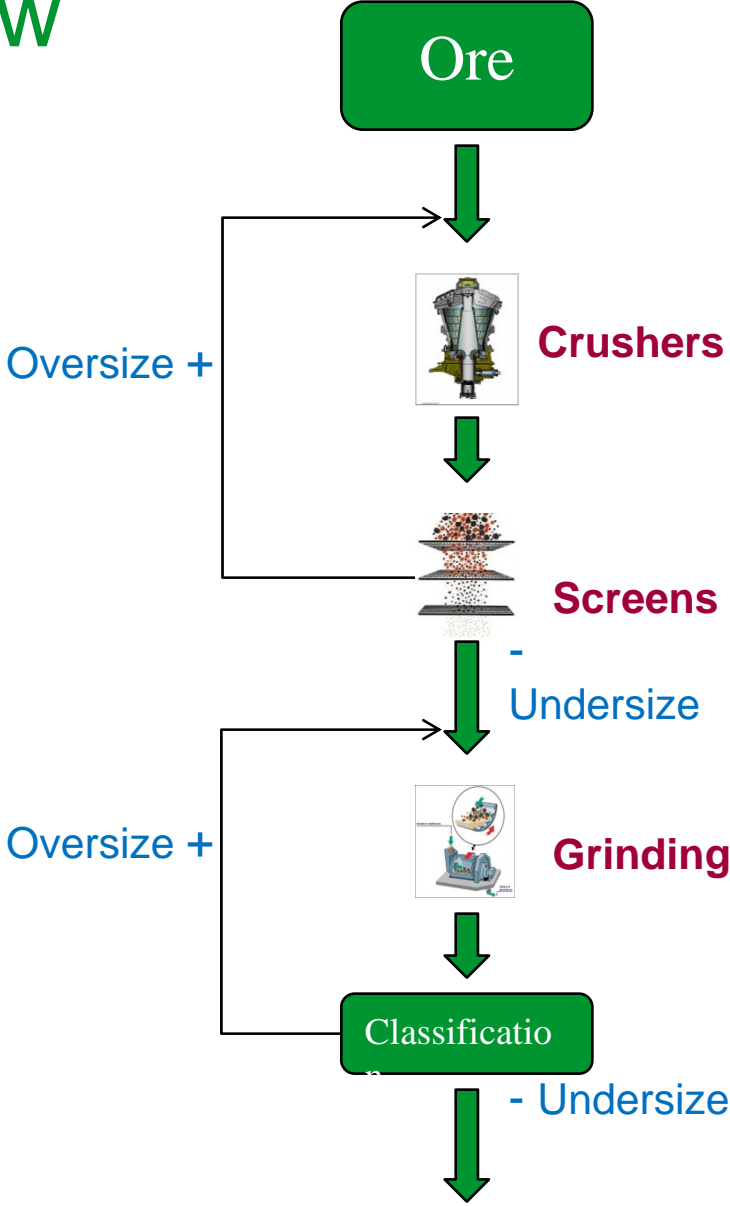 w
Ore
Crushers
Oversize +
Screens
-
Undersize
Oversize +
Grinding
Classificatio
n
- Undersize